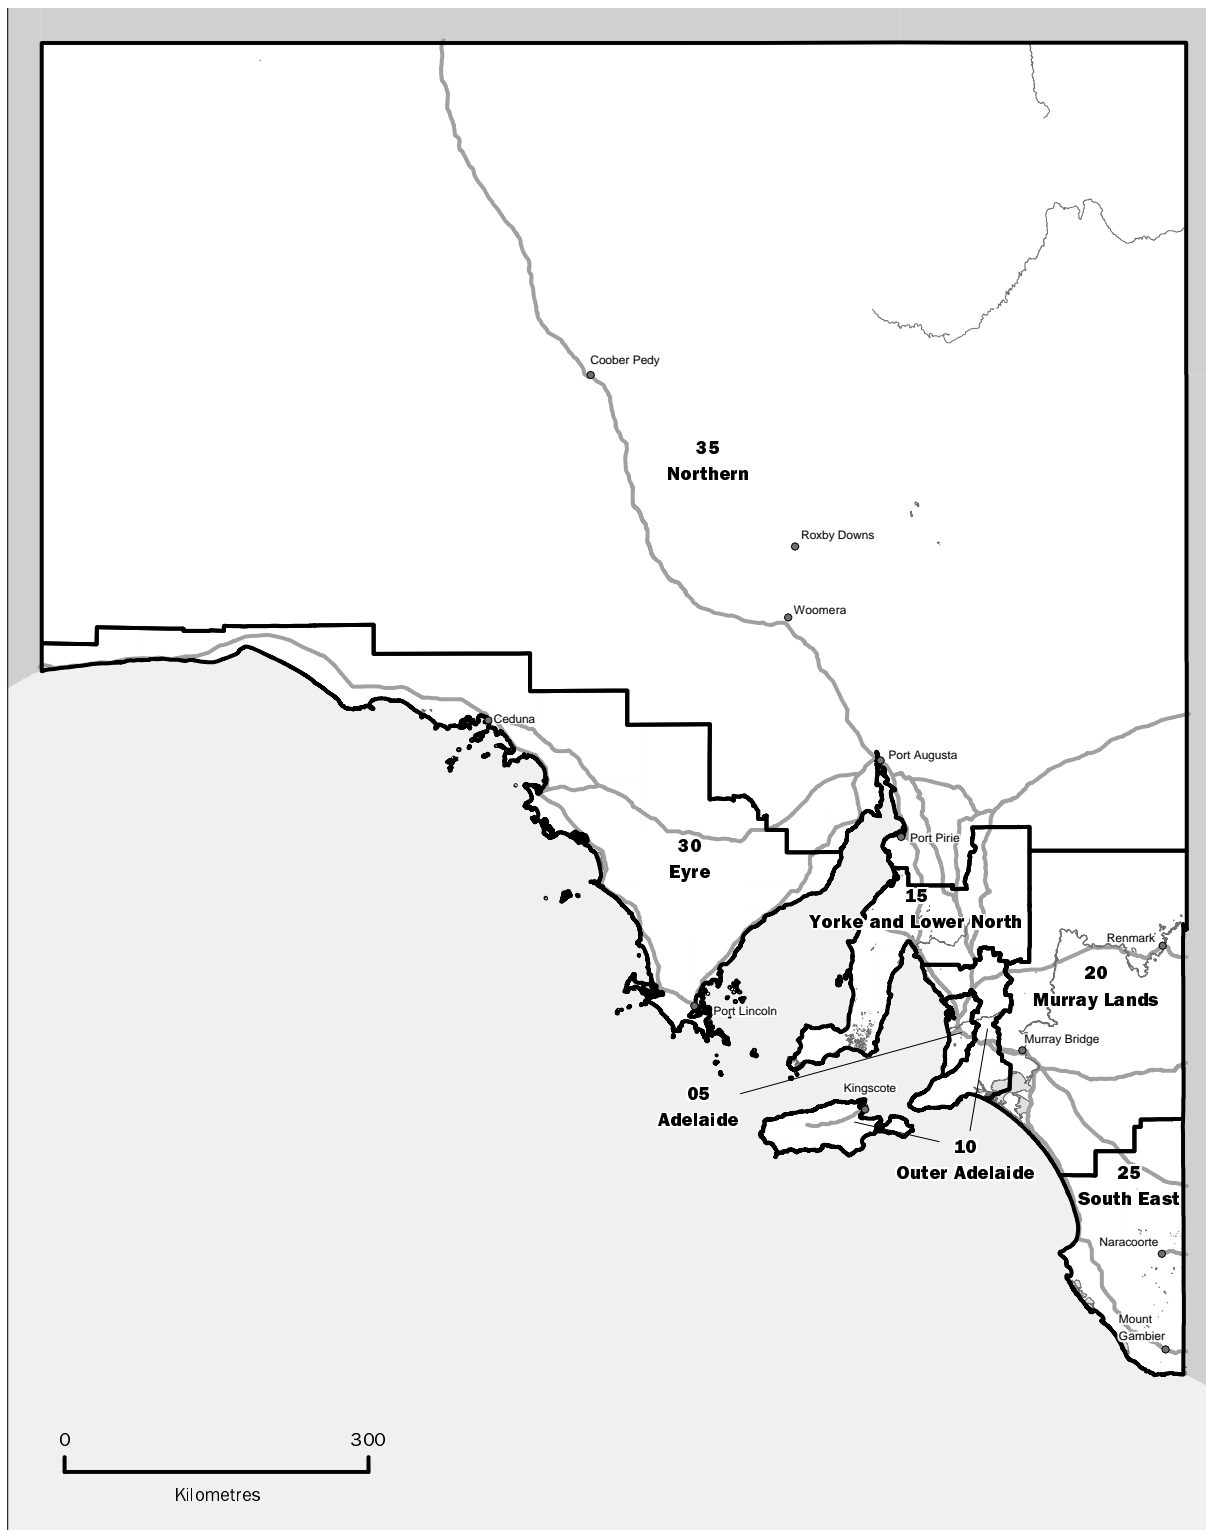 Coober Pedy
35
Northern
Roxby Downs
Woomera
Ceduna
Port Augusta
Port Pirie
30
Eyre
15
Yorke and Lower North
Renmark
20
Murray Lands
Port Lincoln
Murray Bridge
05
Adelaide
Kingscote
10
Outer Adelaide
25
South East
Naracoorte
Mount
Gambier
0 300
Kilometres